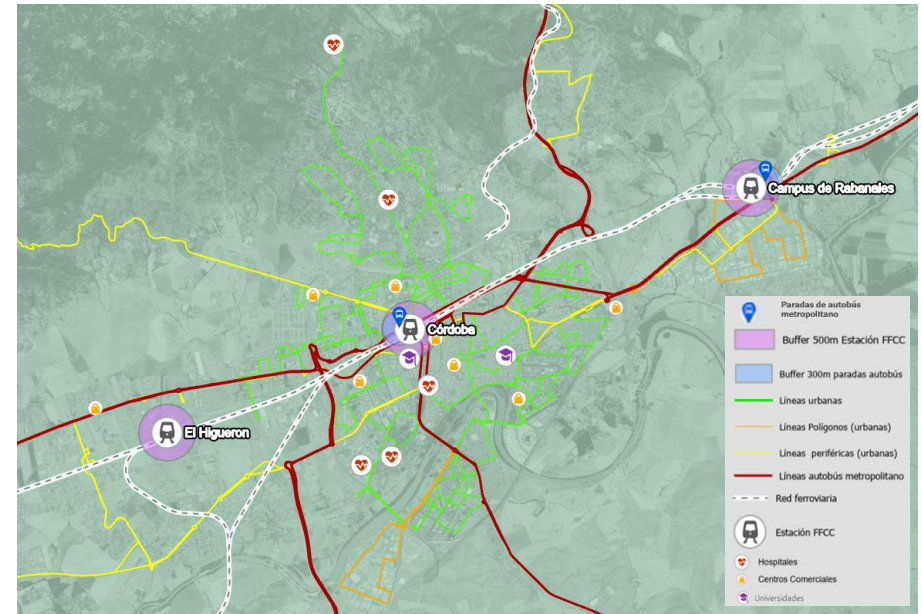 Campus de Rabanales
Córdoba
El Higueron
Paradas de autobús
metropolitano
Buffer 500m Estación FFCC
Buffer 300m paradas autobús
Líneas urbanas
Líneas Polígonos (urbanas)
Líneas periféricas (urbanas)
Líneas autobús metropolitano
Red ferroviaria
Estación FFCC
Hospitales
Centros Comerciales
Universidades